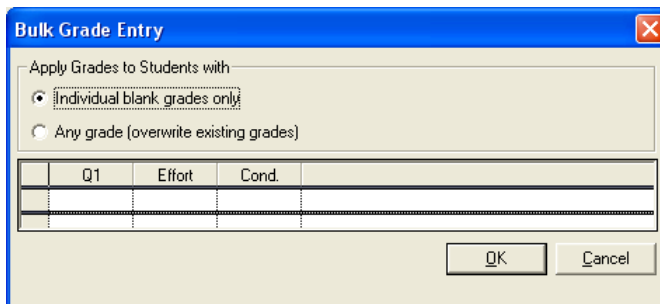 Bulk Grade Entry
Apply Grades to Students with
Individual blank grades only
Any grade (overwrite existing grades)
Q1 Effort Cond.
OK Cancel